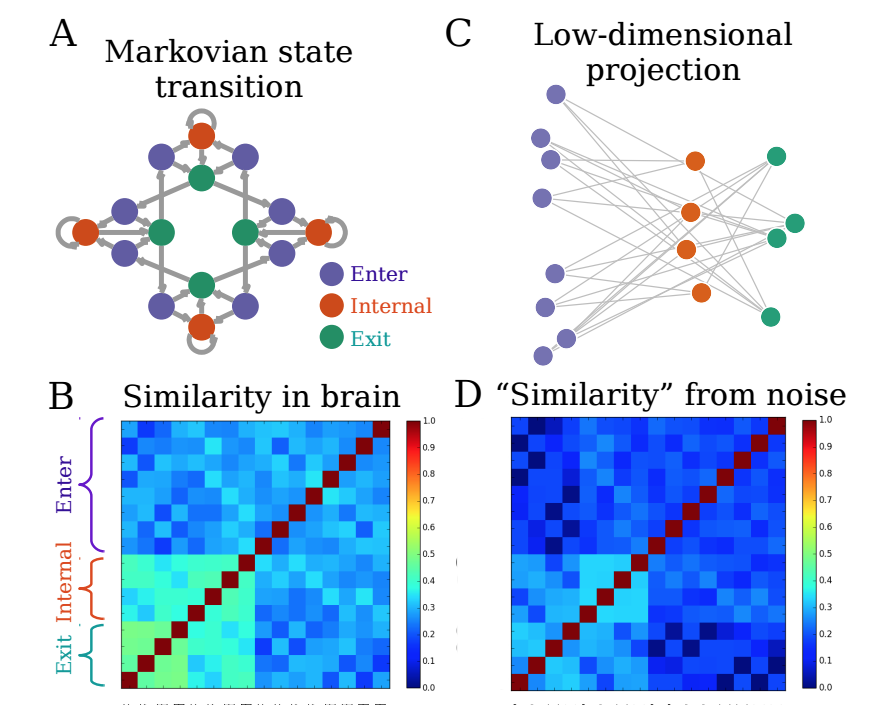 A
Markovian state
transition
Enter
Internal
Exit
C
Low-dimensional
projection
B
Similarity in brain
Enter
Internal
Exit
1.0
0.9
0.8
0.7
0.6
0.5
0.4
0.3
0.2
0.1
0.0
D
“Similarity” from noise
1.0
0.9
0.8
0.7
0.6
0.5
0.4
0.3
0.2
0.1
0.0